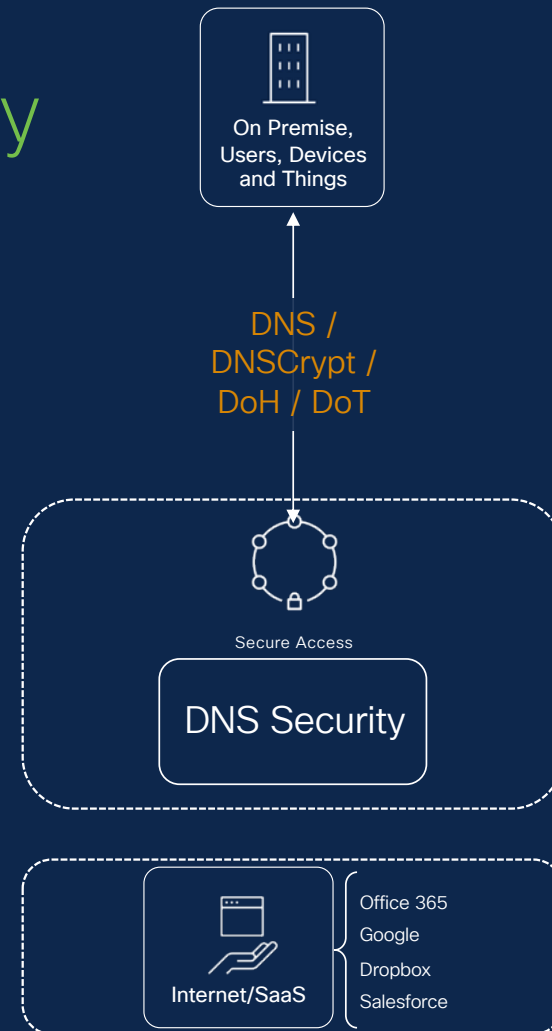 y
On Premise,
Users, Devices
and Things
DNS /
DNSCrypt /
DoH / DoT
Secure Access
DNS Security
Internet/SaaS
Office 365
Google
Dropbox
Salesforce